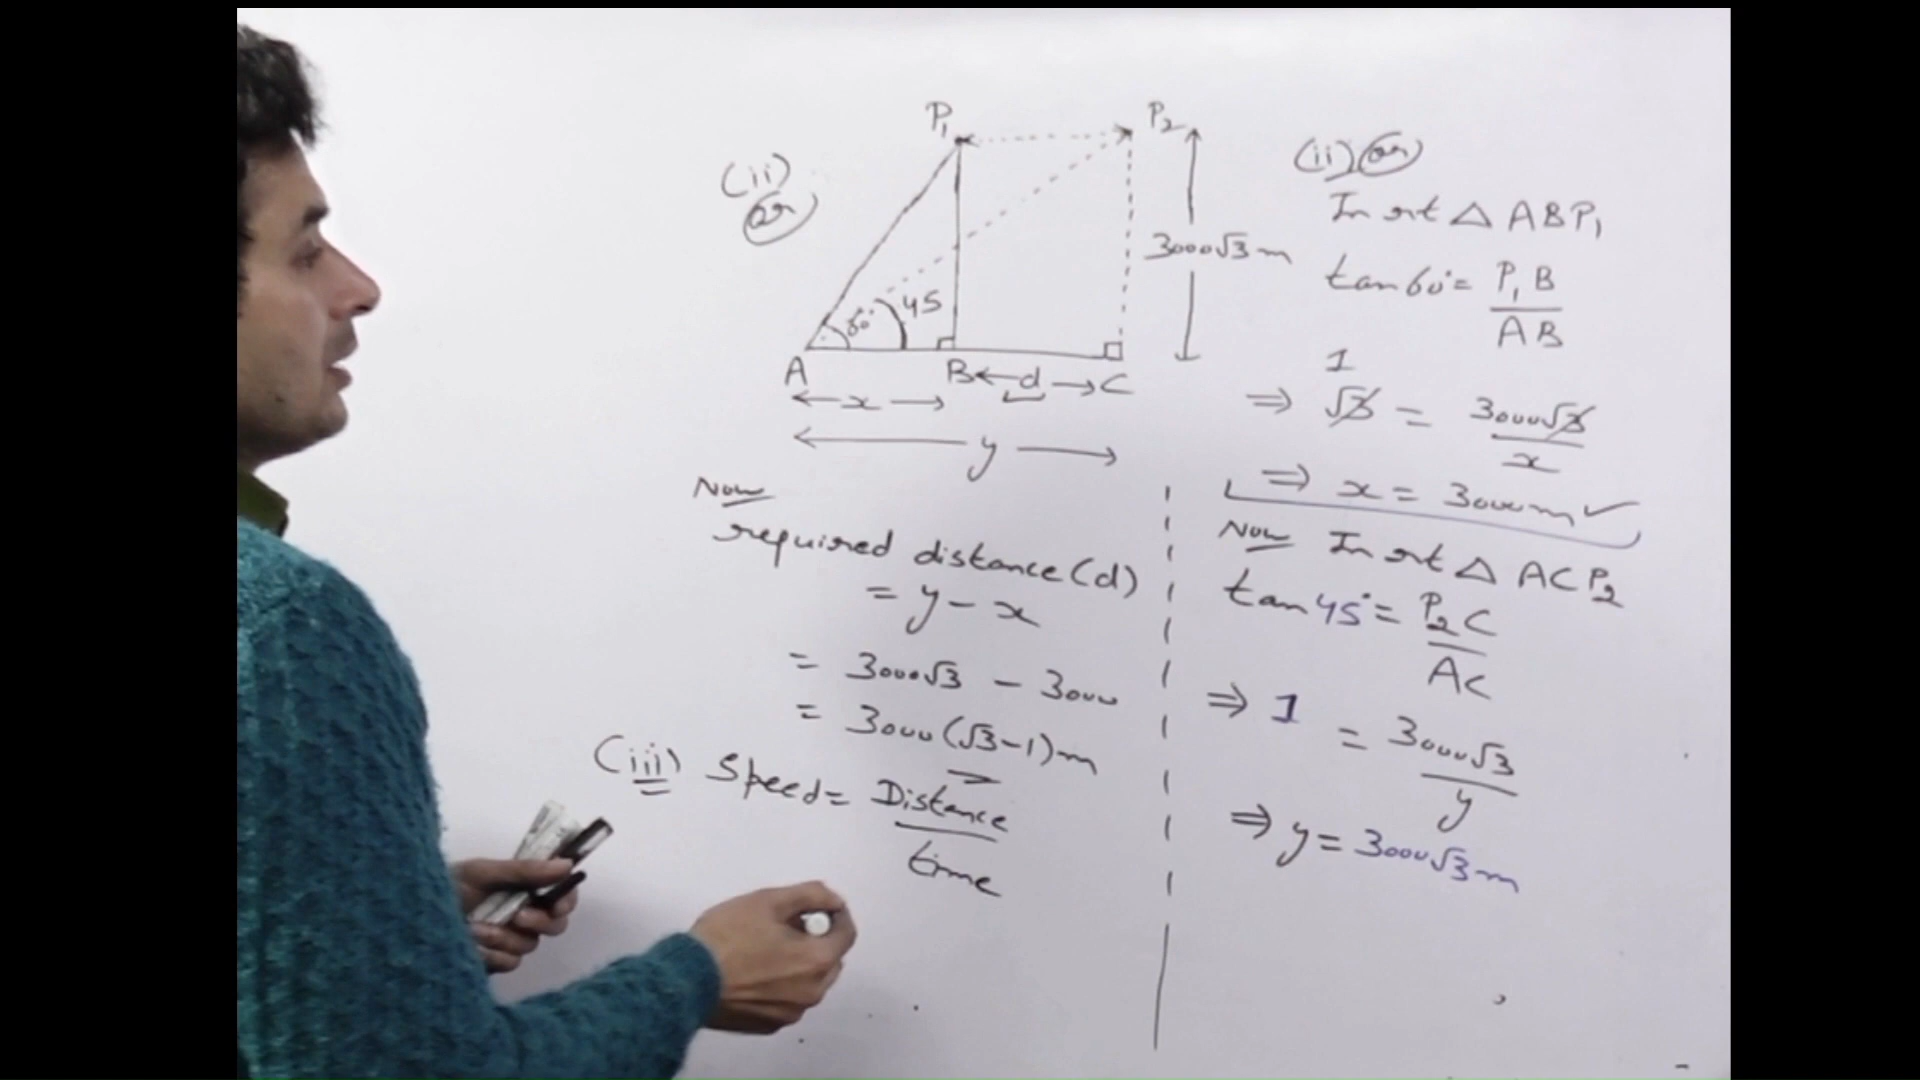 P₁ P₂
(ii)
or
3000√3 m
60° 45
A B d C
x
y
Now
required distance (d)
= y - x
= 3000√3 - 3000
= 3000(√3-1)m
(iii) Speed = Distance
time
(ii) or
In rt △ ABP₁
tan 60° = P₁B
AB
1
⇒ √3 = 3000√3
x
⇒ x = 3000m ✓
Now In rt △ ACP₂
tan 45° = P₂C
AC
⇒ 1 = 3000√3
y
⇒ y = 3000√3 m